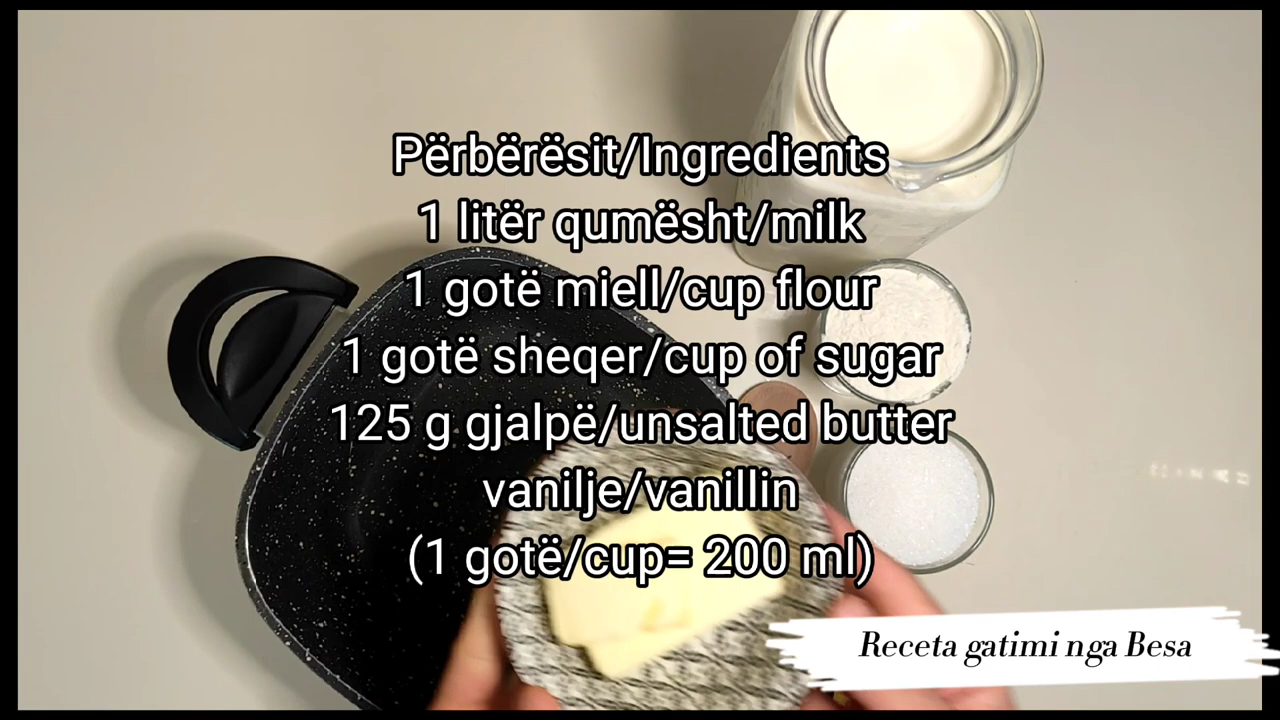 Përbërësit/Ingredients
1 litër qumësht/milk
1 gotë miell/cup flour
1 gotë sheqer/cup of sugar
125 g gjalpë/unsalted butter
vanilje/vanillin
(1 gotë/cup= 200 ml)
Receta gatimi nga Besa